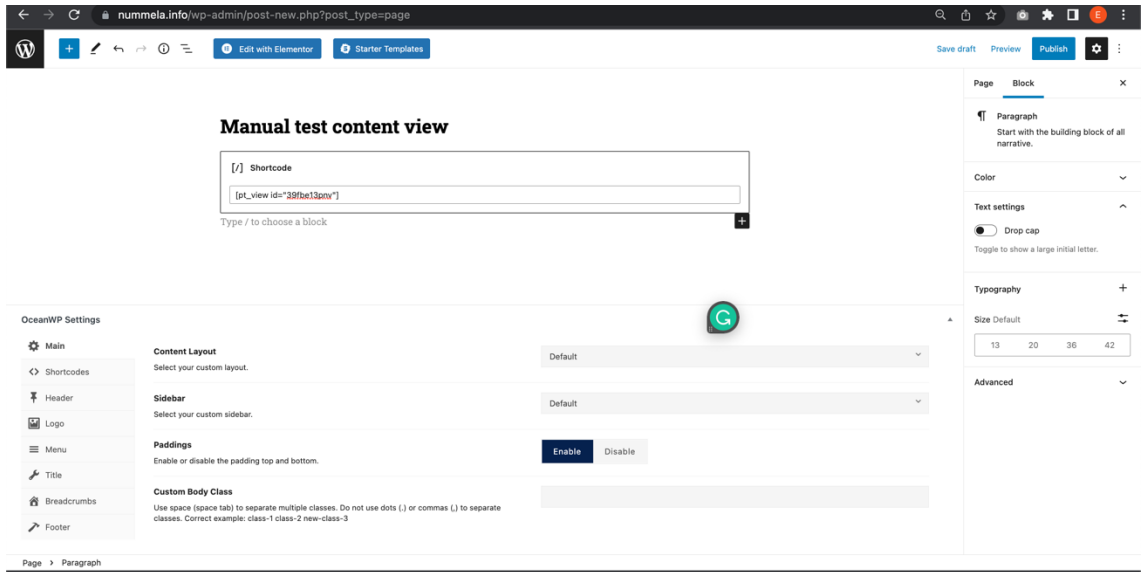 nummela.info/wp-admin/post-new.php?post_type=page
E
Edit with Elementor
Starter Templates
Save draft
Preview
Publish
Page
Block
Paragraph
Start with the building block of all
narrative.
Manual test content view
[/] Shortcode
[pt_view id="39fbe13pnv"]
Type / to choose a block
Color
Text settings
Drop cap
Toggle to show a large initial letter.
Typography
Size Default
13 20 36 42
Advanced
OceanWP Settings
Main
Shortcodes
Header
Logo
Menu
Title
Breadcrumbs
Footer
Content Layout
Select your custom layout.
Default
Sidebar
Select your custom sidebar.
Default
Paddings
Enable or disable the padding top and bottom.
Enable Disable
Custom Body Class
Use space (space tab) to separate multiple classes. Do not use dots (.) or commas (,) to separate
classes. Correct example: class-1 class-2 new-class-3
Page > Paragraph